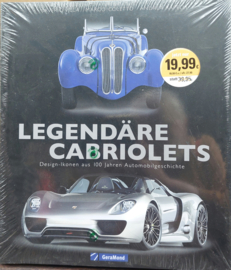 19,99€
LEGENDÄRE
CABRIOLETS
Design-Ikonen aus 100 Jahren Automobilgeschichte
GeraMond